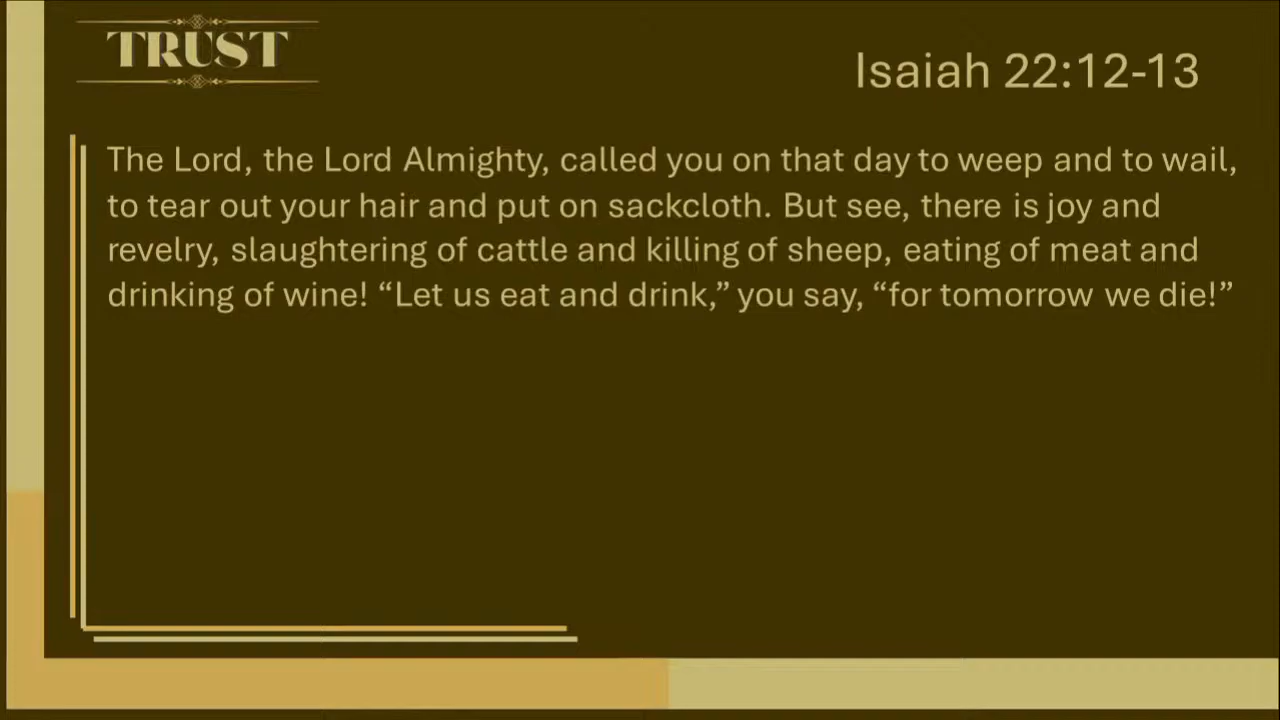 TRUST
Isaiah 22:12-13
The Lord, the Lord Almighty, called you on that day to weep and to wail,
to tear out your hair and put on sackcloth. But see, there is joy and
revelry, slaughtering of cattle and killing of sheep, eating of meat and
drinking of wine! “Let us eat and drink,” you say, “for tomorrow we die!”